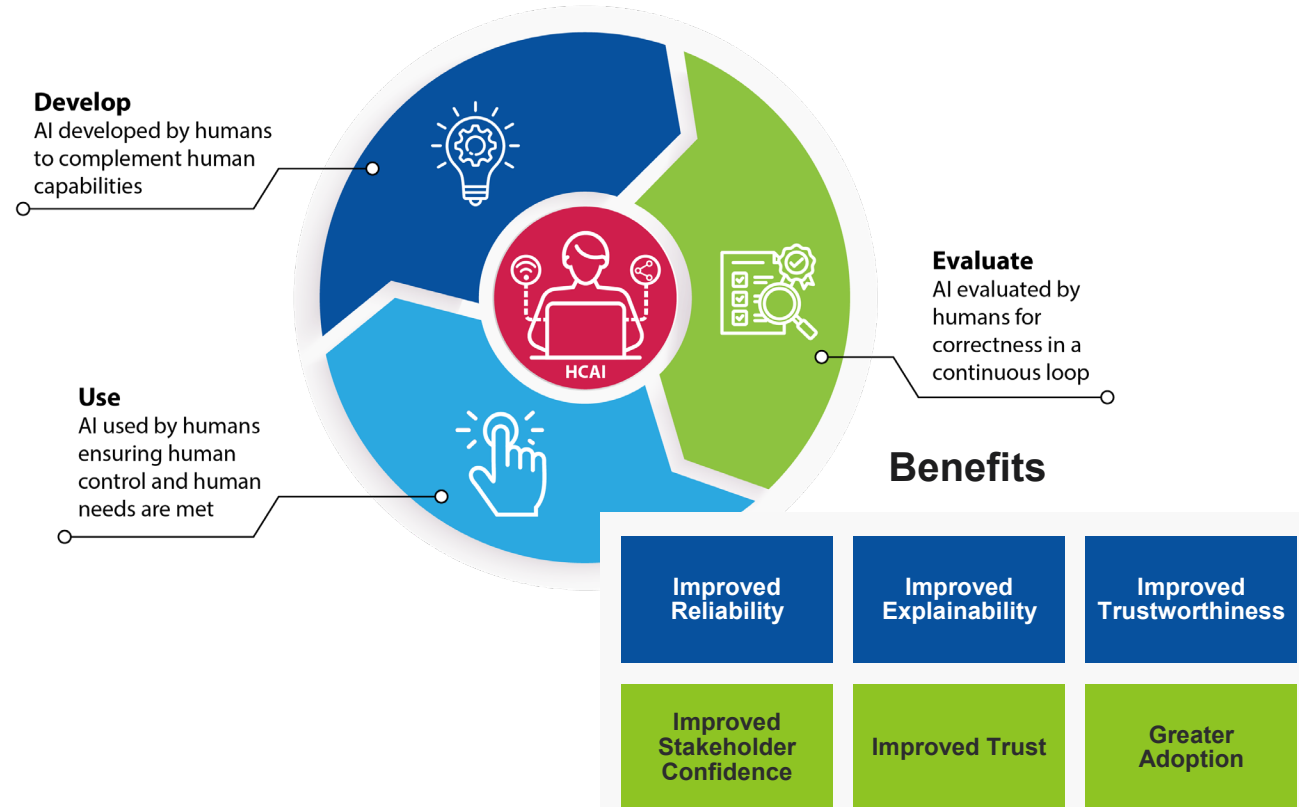 Develop
AI developed by humans
to complement human
capabilities
HCAI
Evaluate
AI evaluated by
humans for
correctness in a
continuous loop
Use
AI used by humans
ensuring human
control and human
needs are met
Benefits
Improved
Reliability
Improved
Explainability
Improved
Trustworthiness
Improved
Stakeholder
Confidence
Improved Trust
Greater
Adoption